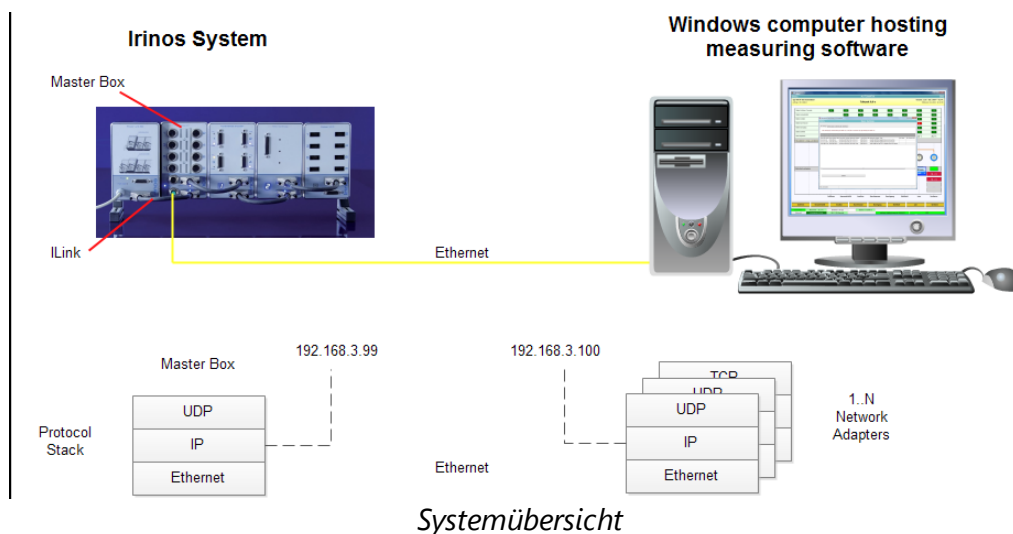 Irinos System
Windows computer hosting
measuring software
Master Box
ILink
Ethernet
192.168.3.99
192.168.3.100
Master Box
Protocol
Stack
UDP
IP
Ethernet
Ethernet
TCP
UDP
UDP
IP
Ethernet
1..N
Network
Adapters
Systemübersicht